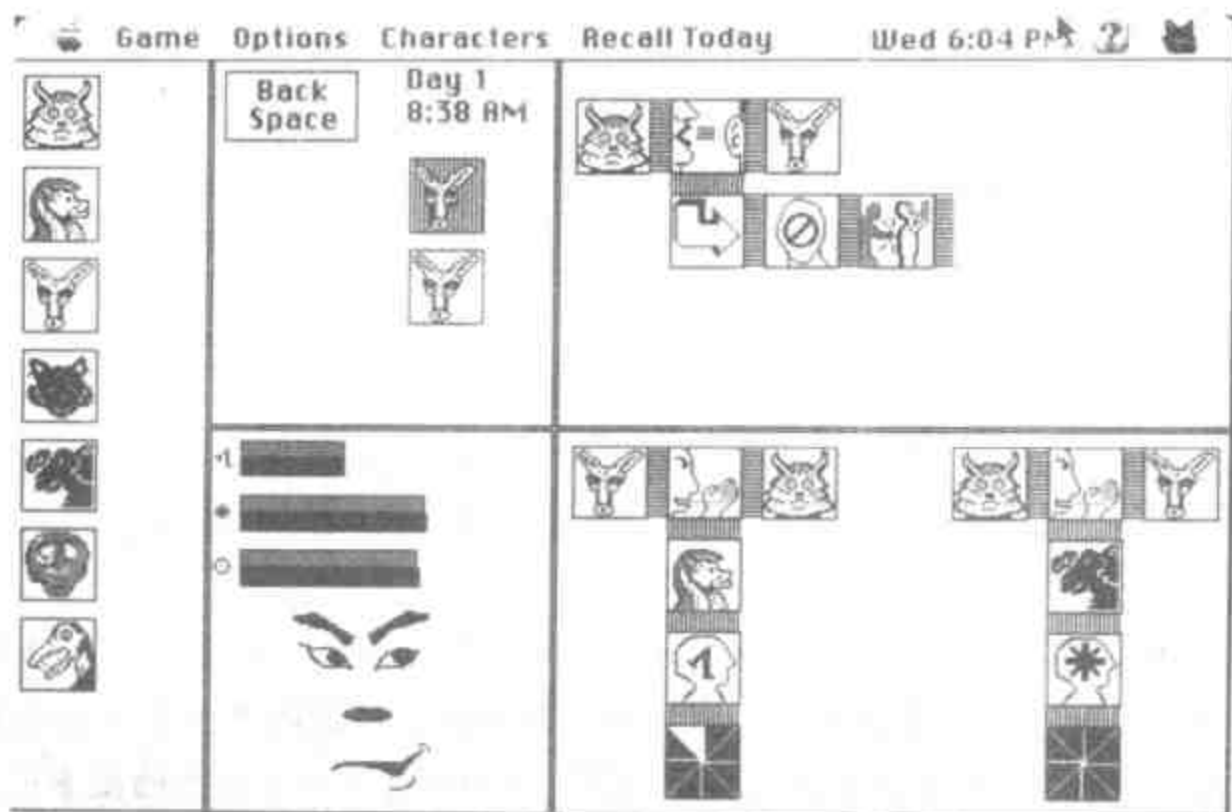 Game Options Characters Recall Today Wed 6:04 PM
Back
Space
Day 1
8:38 AM